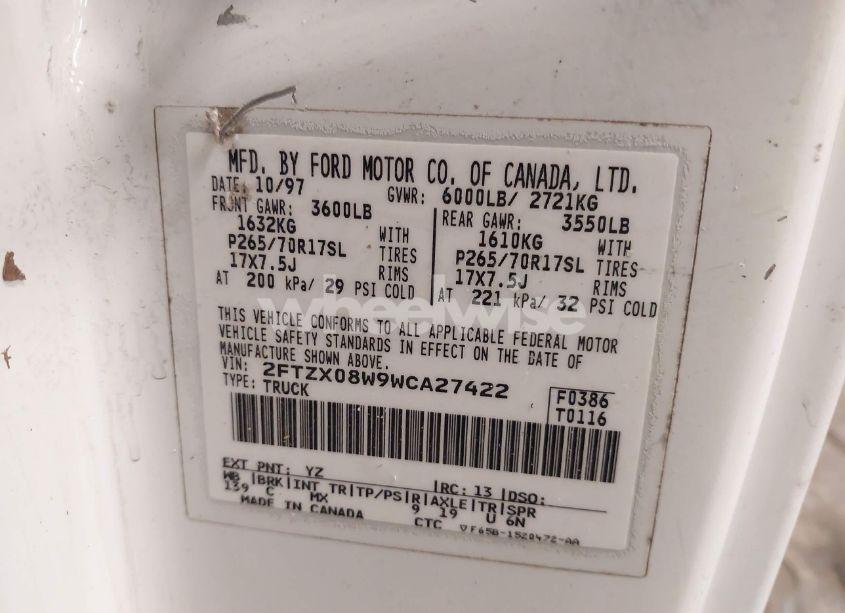 MFD. BY FORD MOTOR CO. OF CANADA, LTD.
DATE: 10/97 GVWR: 6000LB/ 2721KG
FRONT GAWR: 3600LB REAR GAWR: 3550LB
1632KG WITH 1610KG WITH
P265/70R17SL TIRES P265/70R17SL TIRES
17X7.5J RIMS 17X7.5J RIMS
AT 200 kPa/ 29 PSI COLD AT 221 kPa/ 32 PSI COLD
wheelwise
THIS VEHICLE CONFORMS TO ALL APPLICABLE FEDERAL MOTOR
VEHICLE SAFETY STANDARDS IN EFFECT ON THE DATE OF
MANUFACTURE SHOWN ABOVE.
VIN: 2FTZX08W9WCA27422
TYPE: TRUCK F0386
T0116
EXT PNT: YZ RC: 13 DSO:
WB BRK INT TR TP/PS R AXLE TR SPR
139 C MX 9 19 U 6N
MADE IN CANADA CTC ▽F65B-1520472-AA